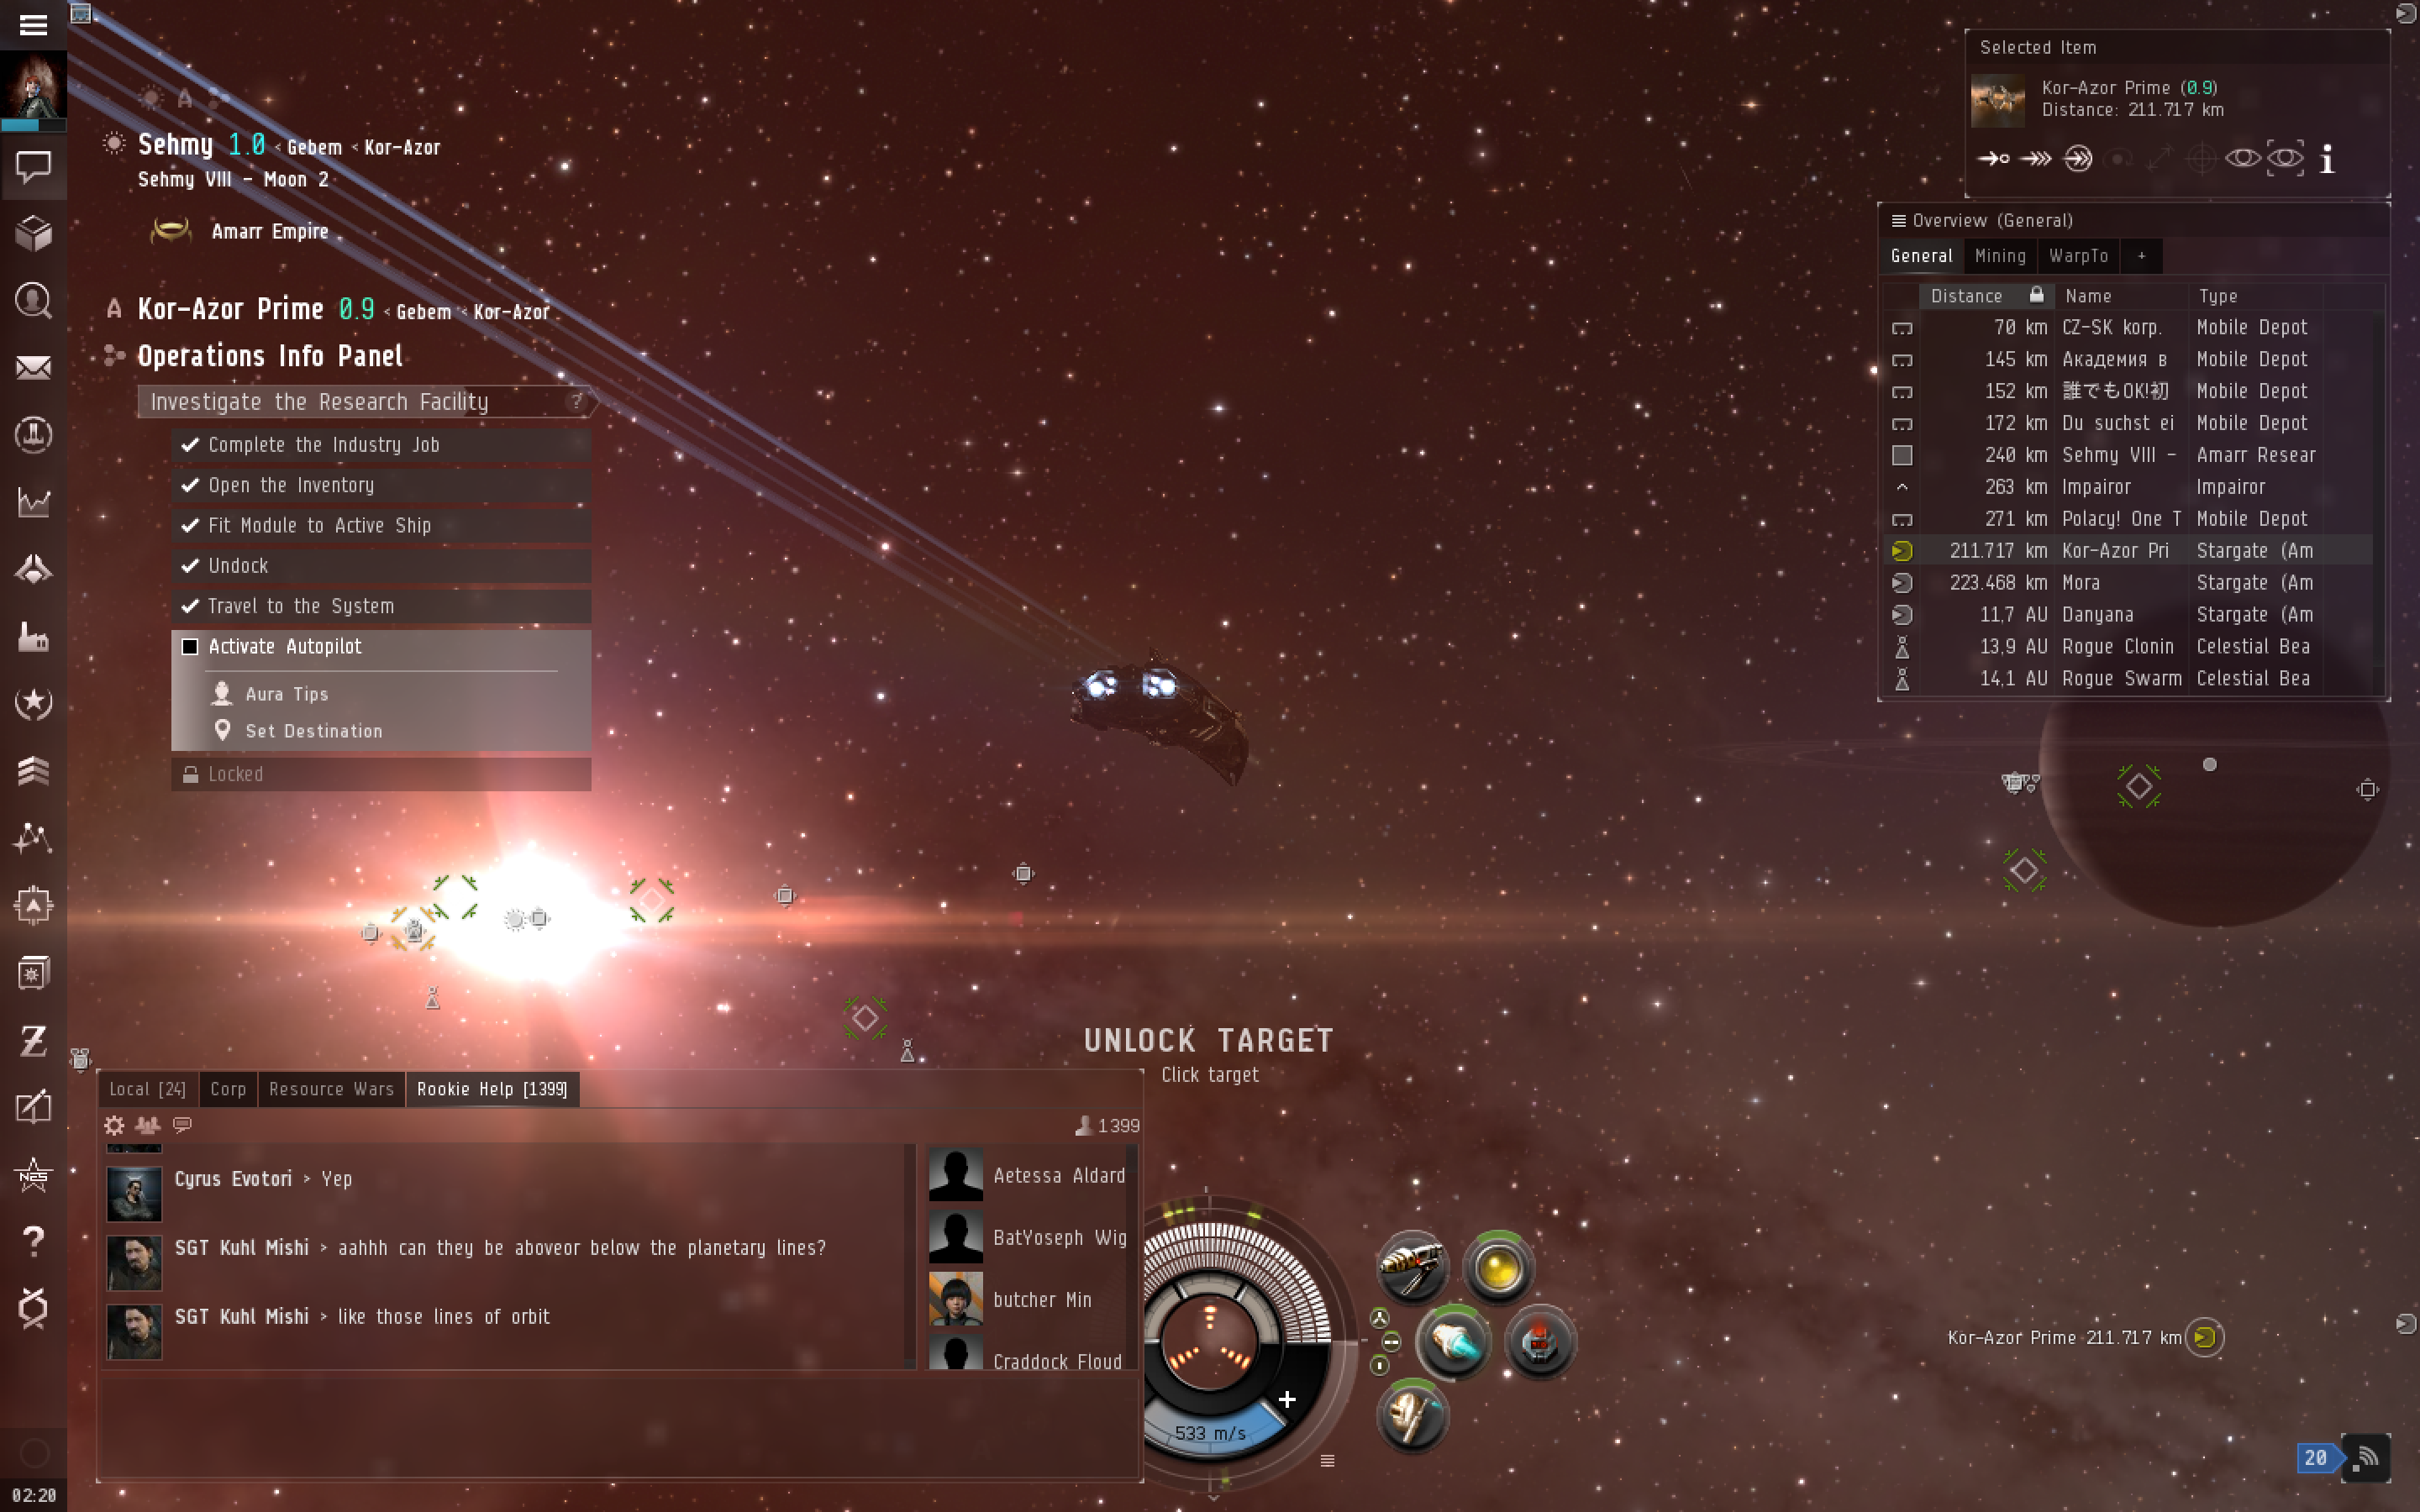 Sehmy 1.0 < Gebem < Kor-Azor
Sehmy VIII - Moon 2
Amarr Empire
A Kor-Azor Prime 0.9 < Gebem < Kor-Azor
Operations Info Panel
Investigate the Research Facility ?
Complete the Industry Job
Open the Inventory
Fit Module to Active Ship
Undock
Travel to the System
Activate Autopilot
Aura Tips
Set Destination
Locked
Selected Item
Kor-Azor Prime (0.9)
Distance: 211.717 km
Overview (General)
General Mining WarpTo +
Distance Name Type
70 km CZ-SK korp. Mobile Depot
145 km Академия в Mobile Depot
152 km 誰でもOK!初 Mobile Depot
172 km Du suchst ei Mobile Depot
240 km Sehmy VIII - Amarr Resear
263 km Impairor Impairor
271 km Polacy! One T Mobile Depot
211.717 km Kor-Azor Pri Stargate (Am
223.468 km Mora Stargate (Am
11,7 AU Danyana Stargate (Am
13,9 AU Rogue Clonin Celestial Bea
14,1 AU Rogue Swarm Celestial Bea
UNLOCK TARGET
Click target
Local [24] Corp Resource Wars Rookie Help [1399]
1399
Cyrus Evotori > Yep
SGT Kuhl Mishi > aahhh can they be aboveor below the planetary lines?
SGT Kuhl Mishi > like those lines of orbit
Aetessa Aldard
BatYoseph Wig
butcher Min
Craddock Floud
533 m/s
Kor-Azor Prime 211.717 km
20
02:20